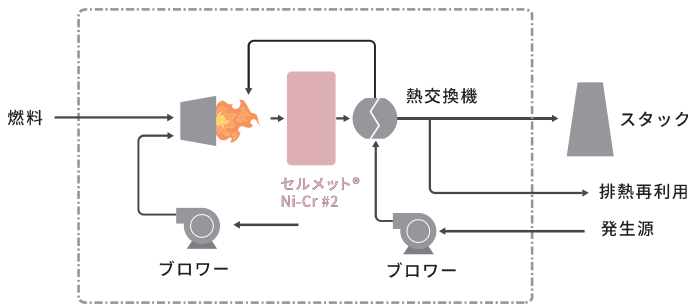 熱交換機
燃料
スタック
セルメット®
Ni-Cr #2
排熱再利用
発生源
ブロワー
ブロワー